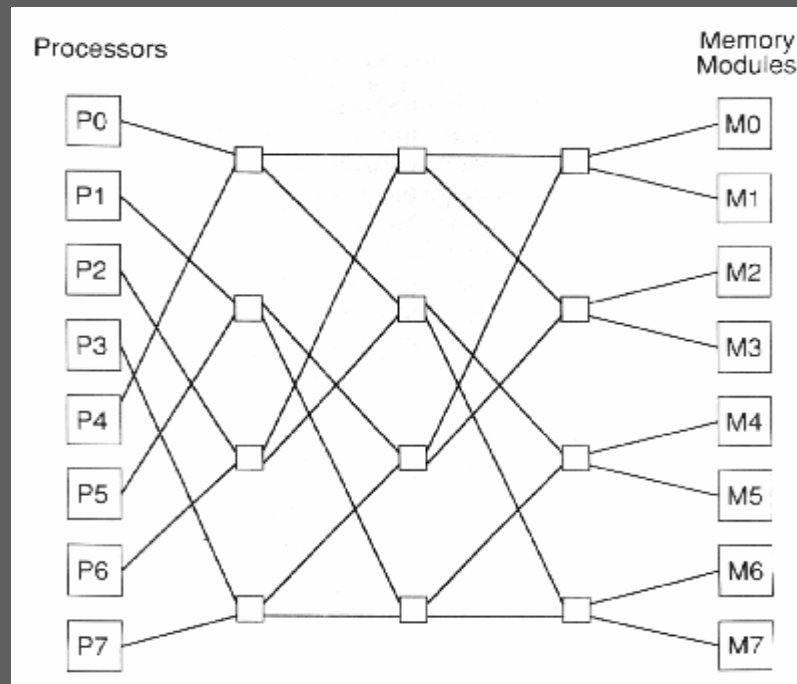 Processors
Memory
Modules
P0
M0
P1
M1
P2
M2
P3
M3
P4
M4
P5
M5
P6
M6
P7
M7